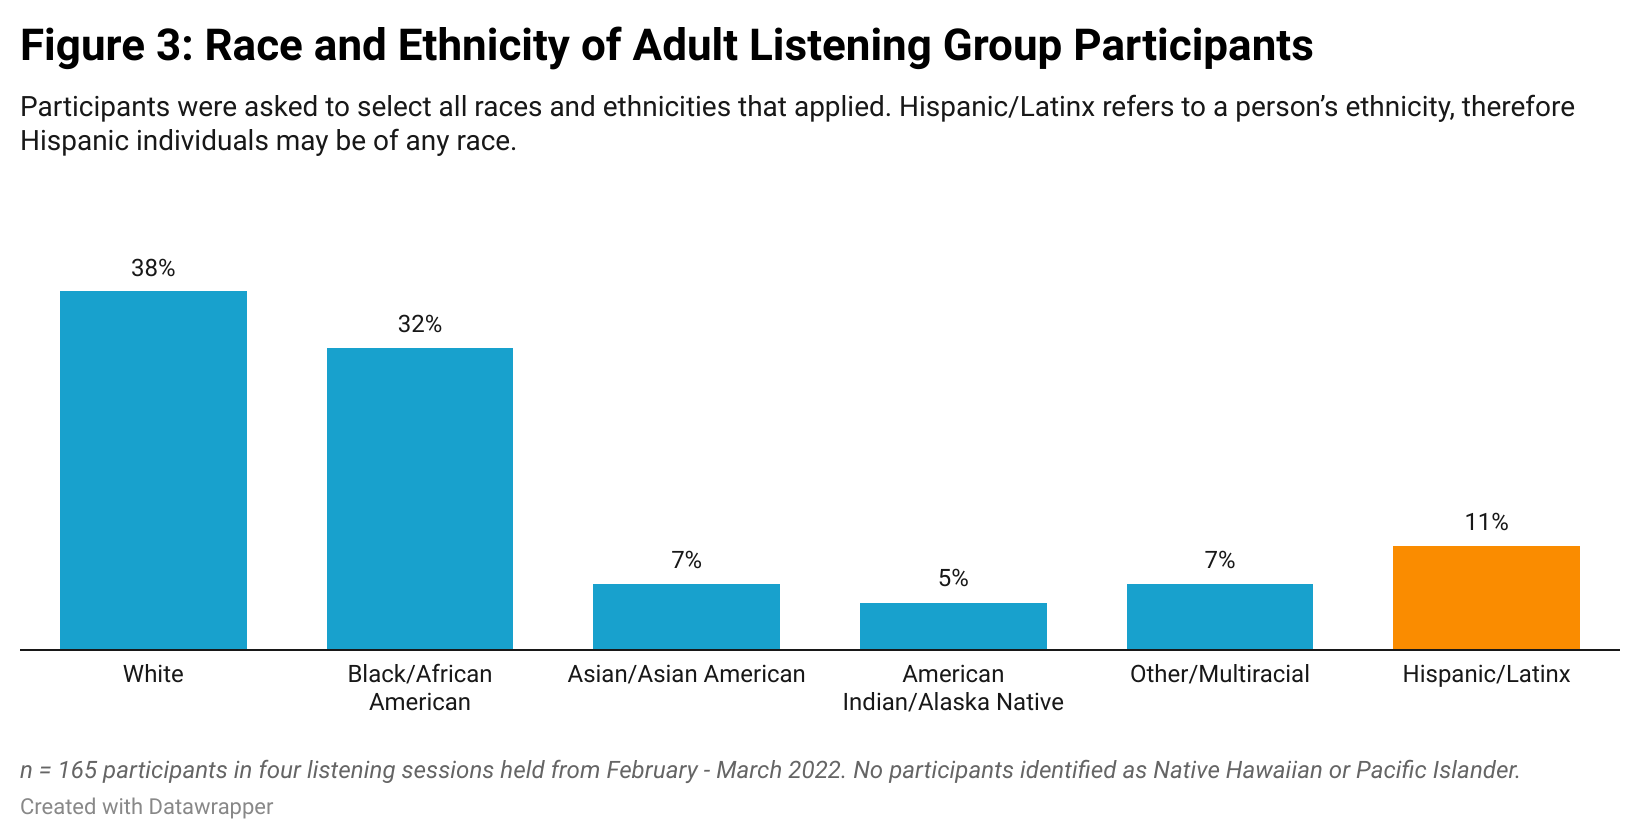 Figure 3: Race and Ethnicity of Adult Listening Group Participants
Participants were asked to select all races and ethnicities that applied. Hispanic/Latinx refers to a person’s ethnicity, therefore
Hispanic individuals may be of any race.
38%
32%
7%
5%
7%
11%
White
Black/African
American
Asian/Asian American
American
Indian/Alaska Native
Other/Multiracial
Hispanic/Latinx
n = 165 participants in four listening sessions held from February - March 2022. No participants identified as Native Hawaiian or Pacific Islander.
Created with Datawrapper